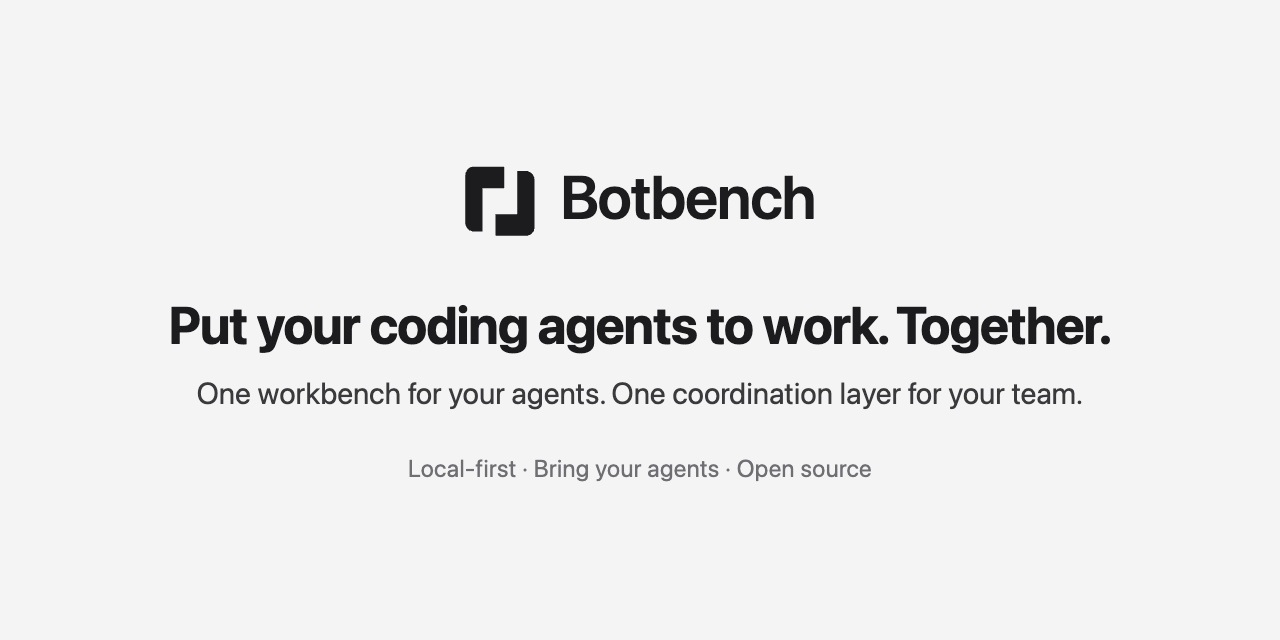 Botbench
Put your coding agents to work. Together.
One workbench for your agents. One coordination layer for your team.
Local-first · Bring your agents · Open source